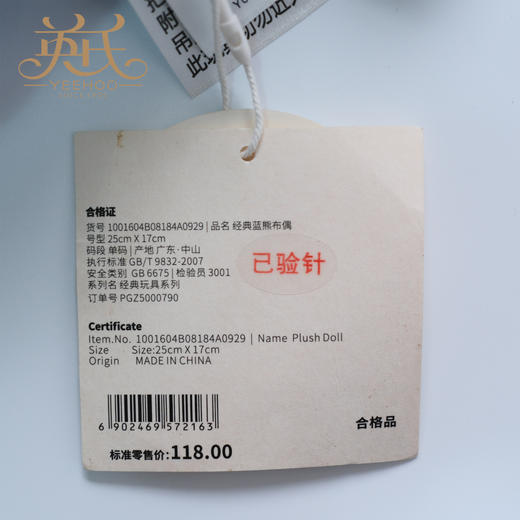 英氏
YEEHOO
此
勿
合格证
货号 1001604B08184A0929 | 品名 经典蓝熊布偶
号型 25cm X 17cm
码段 单码 | 产地 广东·中山
执行标准 GB/T 9832-2007
安全类别 GB 6675 | 检验员 3001
系列名 经典玩具系列
订单号 PGZ5000790
已验针
Certificate
Item.No. 1001604B08184A0929 | Name Plush Doll
Size Size:25cm X 17cm
Origin MADE IN CHINA
6 902469 572163
合格品
标准零售价:118.00